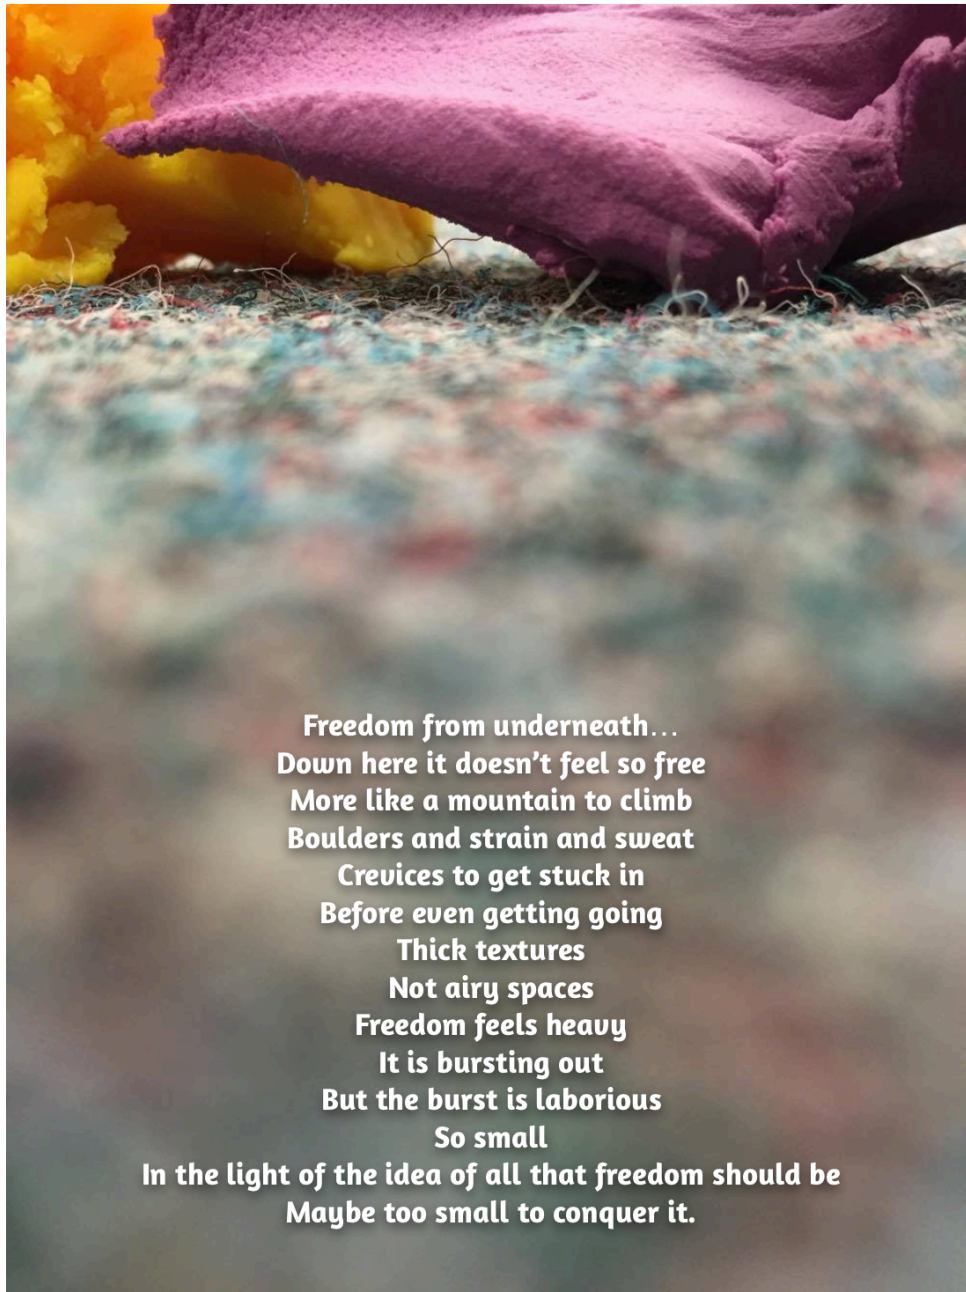 Freedom from underneath...
Down here it doesn’t feel so free
More like a mountain to climb
Boulders and strain and sweat
Crevices to get stuck in
Before even getting going
Thick textures
Not airy spaces
Freedom feels heavy
It is bursting out
But the burst is laborious
So small
In the light of the idea of all that freedom should be
Maybe too small to conquer it.